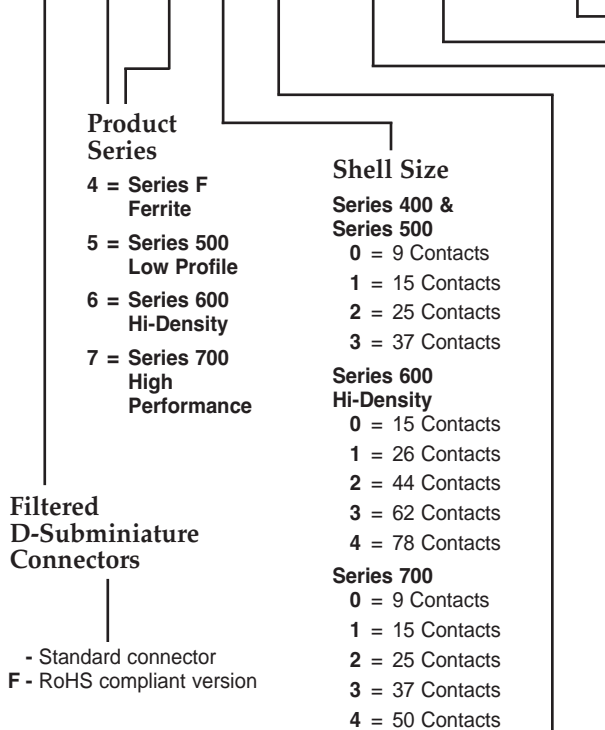 Product
Series
4 = Series F
Ferrite
5 = Series 500
Low Profile
6 = Series 600
Hi-Density
7 = Series 700
High
Performance
Filtered
D-Subminiature
Connectors
- Standard connector
F - RoHS compliant version
Shell Size
Series 400 &
Series 500
0 = 9 Contacts
1 = 15 Contacts
2 = 25 Contacts
3 = 37 Contacts
Series 600
Hi-Density
0 = 15 Contacts
1 = 26 Contacts
2 = 44 Contacts
3 = 62 Contacts
4 = 78 Contacts
Series 700
0 = 9 Contacts
1 = 15 Contacts
2 = 25 Contacts
3 = 37 Contacts
4 = 50 Contacts